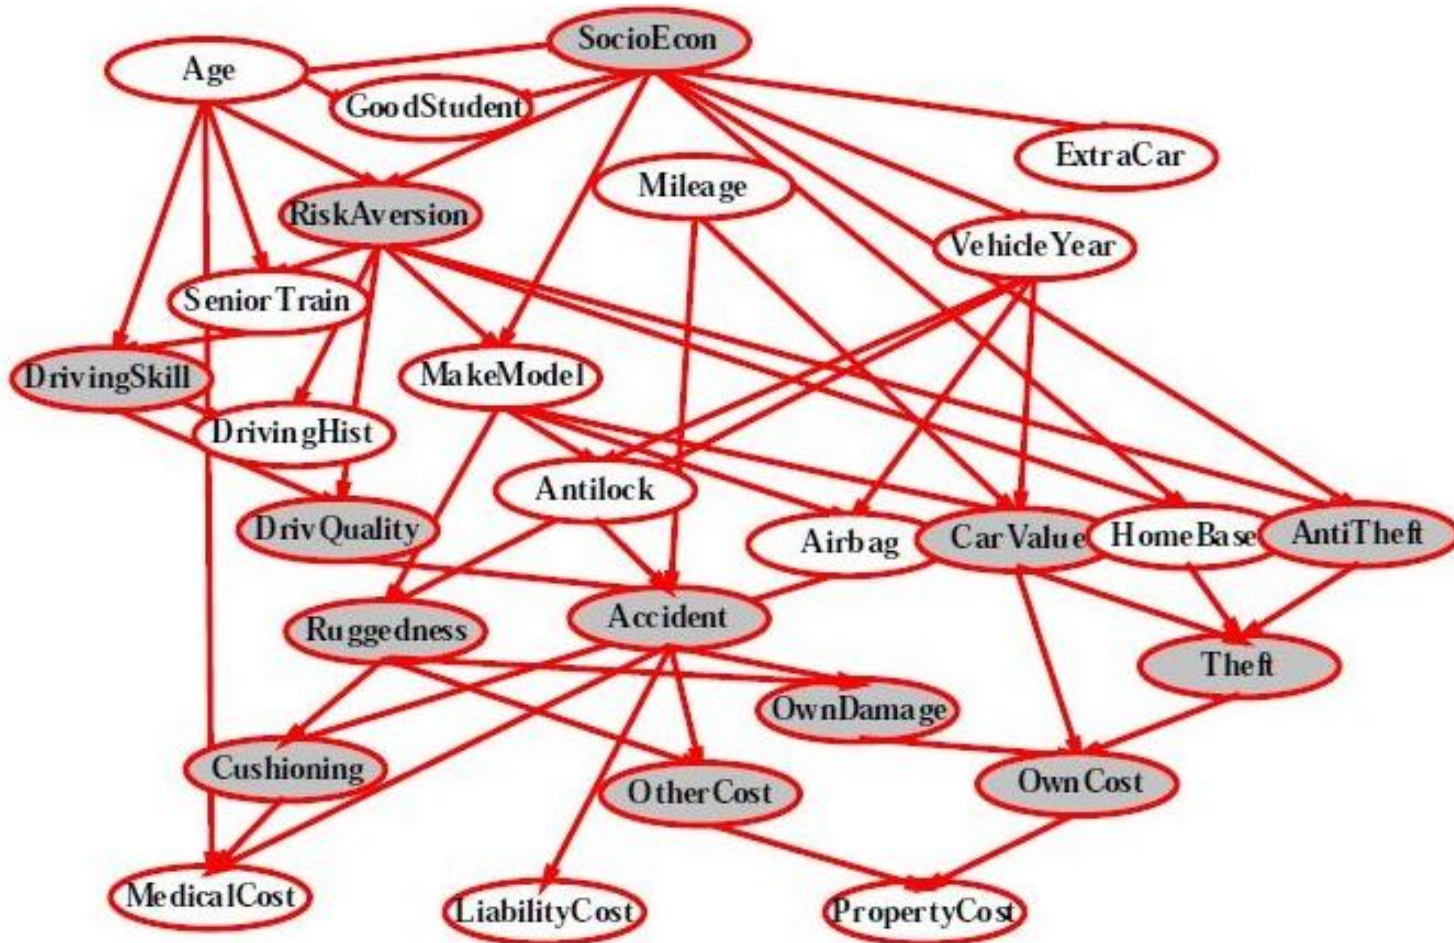 SocioEcon
Age
GoodStudent
ExtraCar
Mileage
RiskAversion
VehicleYear
SeniorTrain
DrivingSkill
MakeModel
DrivingHist
Antilock
DrivQuality
Airbag
CarValue
HomeBase
AntiTheft
Ruggedness
Accident
Theft
OwnDamage
Cushioning
OtherCost
OwnCost
MedicalCost
LiabilityCost
PropertyCost